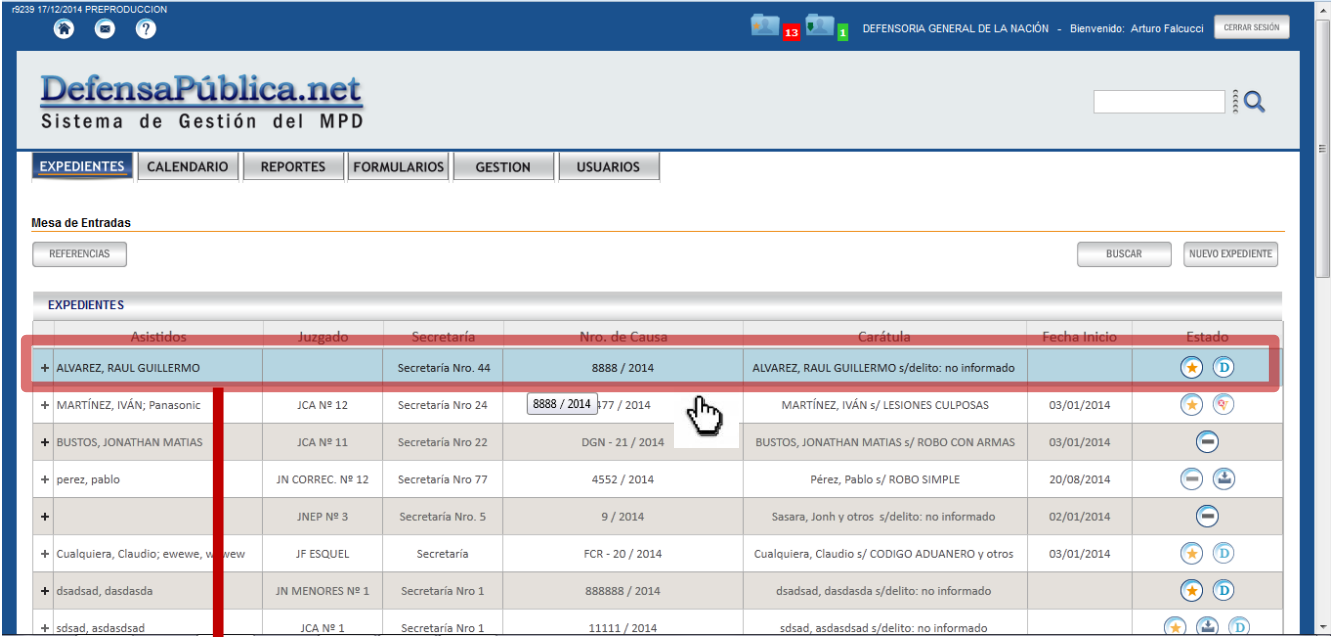 r9239 17/12/2014 PREPRODUCCION
13 1 DEFENSORIA GENERAL DE LA NACIÓN - Bienvenido: Arturo Falcucci CERRAR SESIÓN
DefensaPública.net
Sistema de Gestión del MPD
EXPEDIENTES CALENDARIO REPORTES FORMULARIOS GESTION USUARIOS
Mesa de Entradas
REFERENCIAS BUSCAR NUEVO EXPEDIENTE
EXPEDIENTES
Asistidos Juzgado Secretaría Nro. de Causa Carátula Fecha Inicio Estado
+ ALVAREZ, RAUL GUILLERMO Secretaría Nro. 44 8888 / 2014 ALVAREZ, RAUL GUILLERMO s/delito: no informado D
+ MARTÍNEZ, IVÁN; Panasonic JCA Nº 12 Secretaría Nro 24 8888 / 2014 477 / 2014 MARTÍNEZ, IVÁN s/ LESIONES CULPOSAS 03/01/2014
+ BUSTOS, JONATHAN MATIAS JCA Nº 11 Secretaría Nro 22 DGN - 21 / 2014 BUSTOS, JONATHAN MATIAS s/ ROBO CON ARMAS 03/01/2014
+ perez, pablo JN CORREC. Nº 12 Secretaría Nro 77 4552 / 2014 Pérez, Pablo s/ ROBO SIMPLE 20/08/2014
+ JNEP Nº 3 Secretaría Nro. 5 9 / 2014 Sasara, Jonh y otros s/delito: no informado 02/01/2014
+ Cualquiera, Claudio; ewewe, JF ESQUEL Secretaría FCR - 20 / 2014 Cualquiera, Claudio s/ CODIGO ADUANERO y otros 03/01/2014 D
+ dsadsad, dasdasda JN MENORES Nº 1 Secretaría Nro 1 888888 / 2014 dsadsad, dasdasda s/delito: no informado D
+ sdsad, asdasdsad JCA Nº 1 Secretaría Nro 1 11111 / 2014 sdsad, asdasdsad s/delito: no informado D